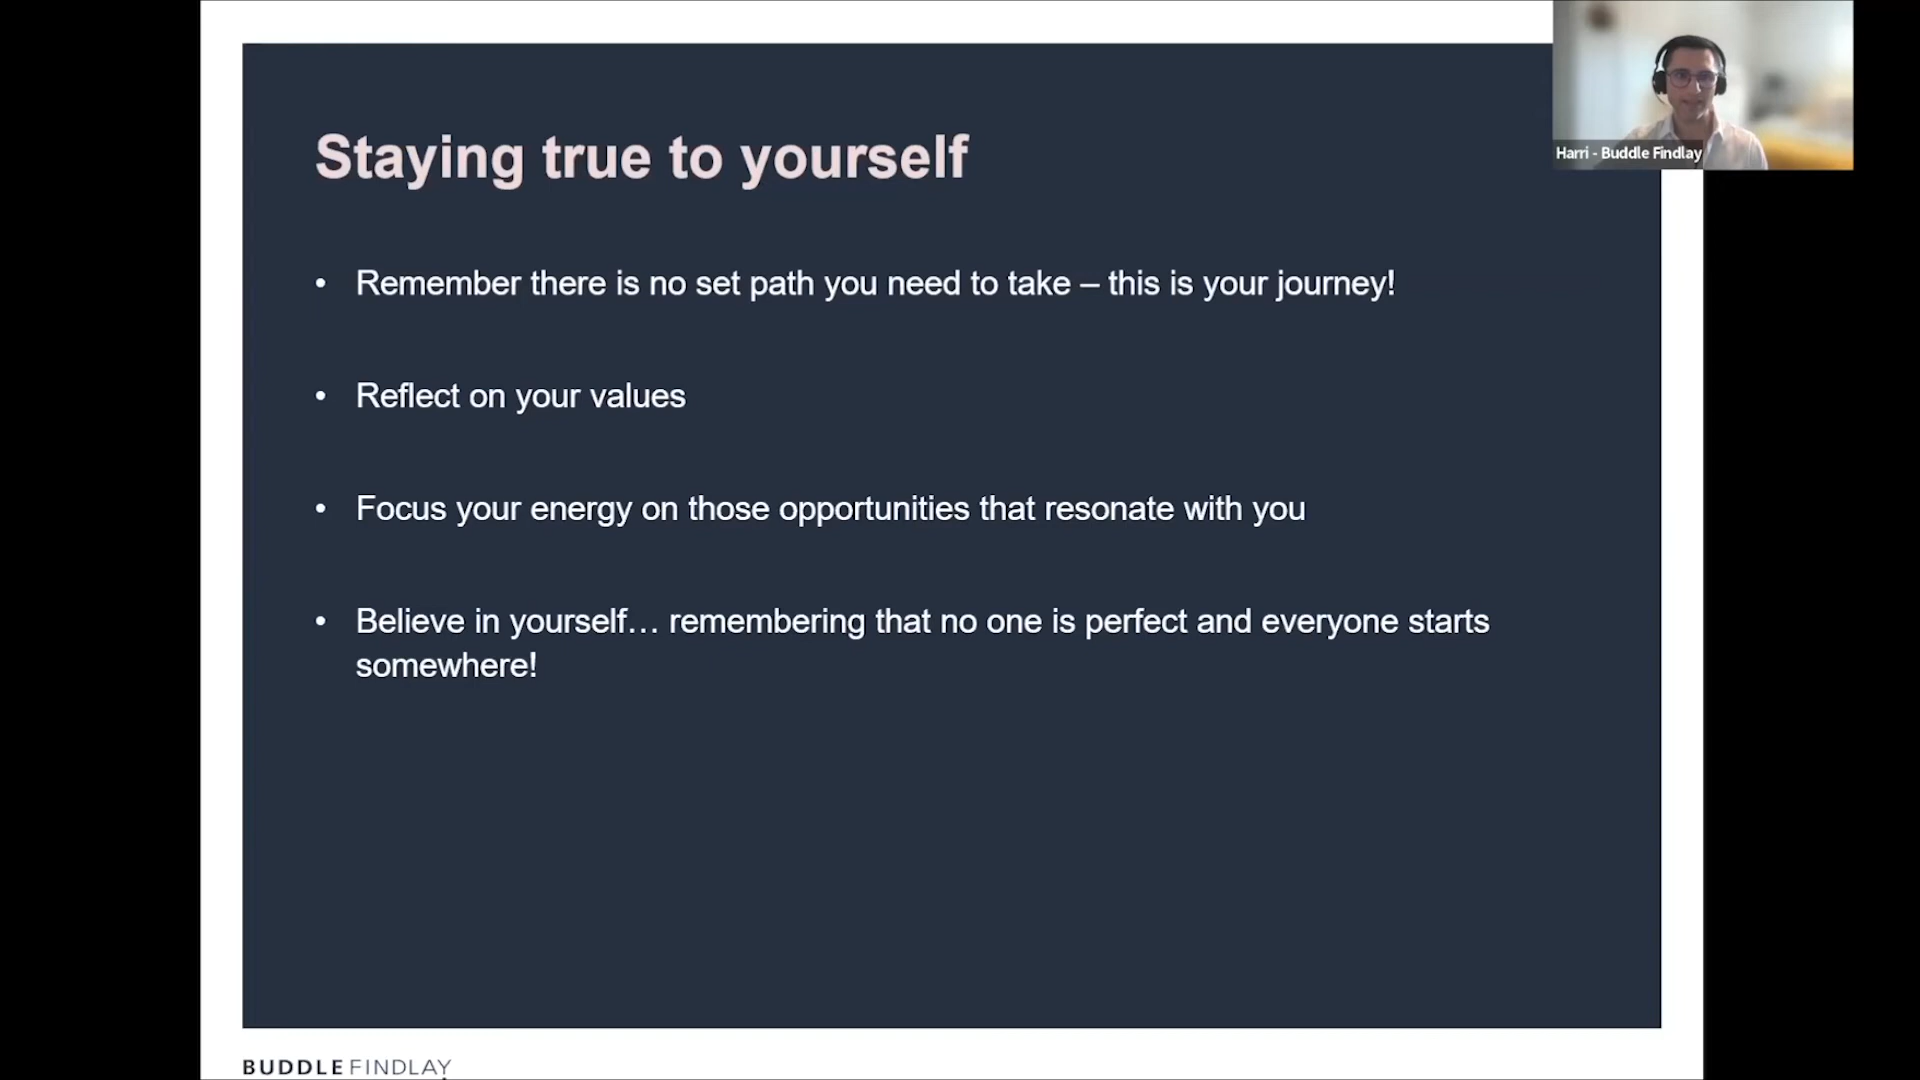 Harri - Buddle Findlay
Staying true to yourself
• Remember there is no set path you need to take – this is your journey!
• Reflect on your values
• Focus your energy on those opportunities that resonate with you
• Believe in yourself… remembering that no one is perfect and everyone starts
somewhere!
BUDDLE FINDLAY